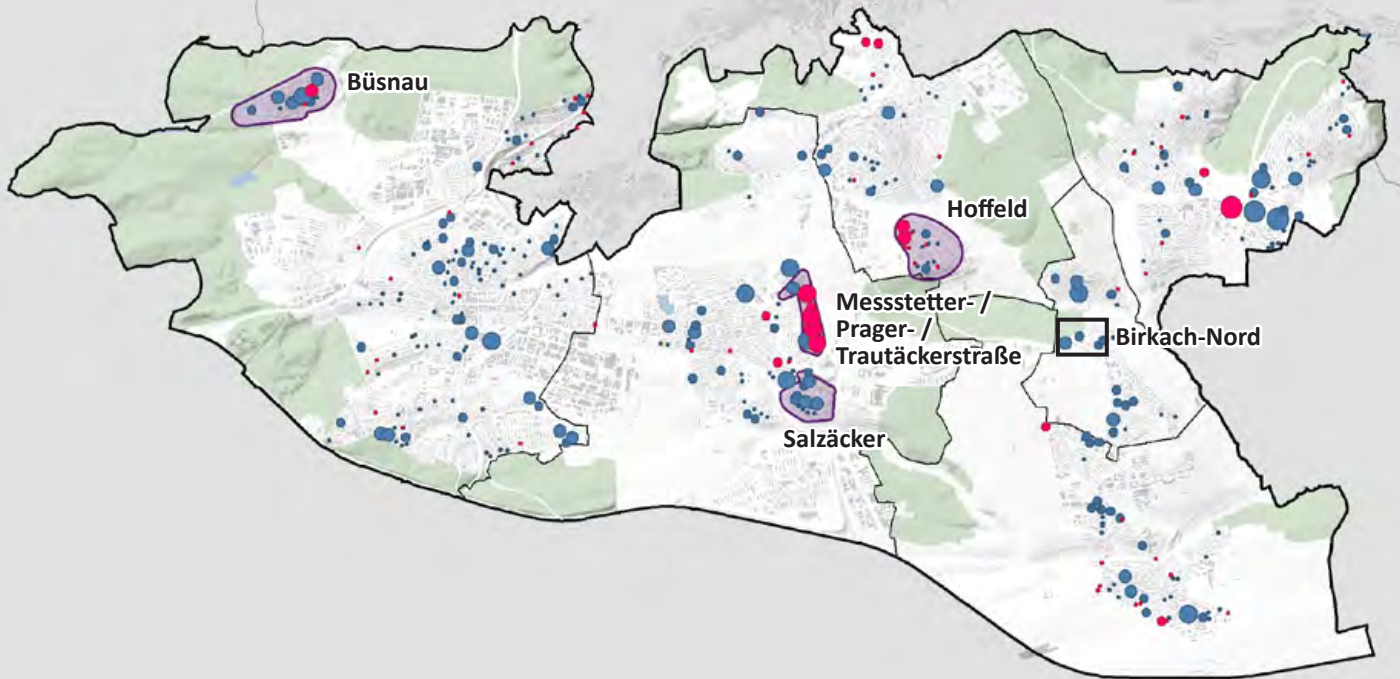 Büsnau
Hoffeld
Messstetter- /
Prager- /
Trautäckerstraße
Birkach-Nord
Salzäcker